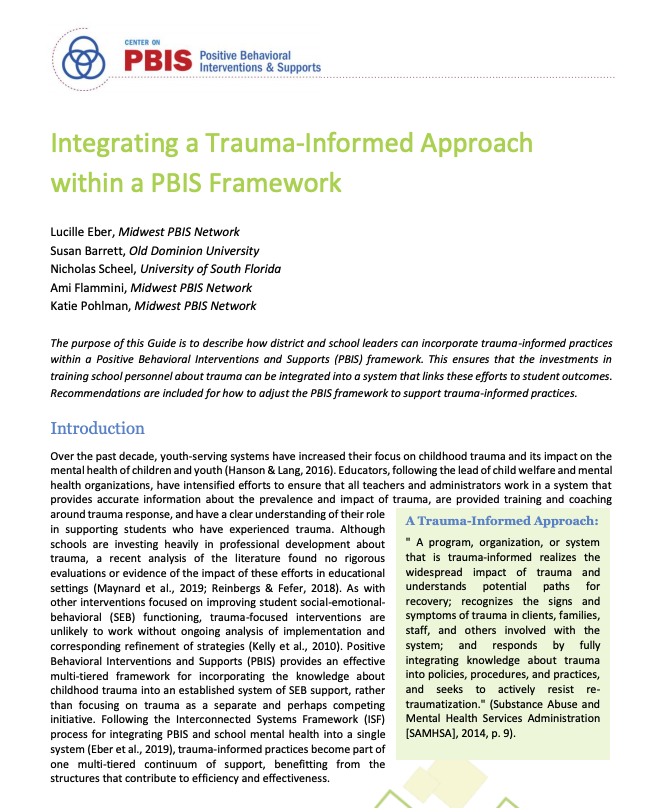 CENTER ON
PBIS
Positive Behavioral
Interventions & Supports
Integrating a Trauma-Informed Approach
within a PBIS Framework
Lucille Eber, Midwest PBIS Network
Susan Barrett, Old Dominion University
Nicholas Scheel, University of South Florida
Ami Flammini, Midwest PBIS Network
Katie Pohlman, Midwest PBIS Network
The purpose of this Guide is to describe how district and school leaders can incorporate trauma-informed practices
within a Positive Behavioral Interventions and Supports (PBIS) framework. This ensures that the investments in
training school personnel about trauma can be integrated into a system that links these efforts to student outcomes.
Recommendations are included for how to adjust the PBIS framework to support trauma-informed practices.
Introduction
Over the past decade, youth-serving systems have increased their focus on childhood trauma and its impact on the
mental health of children and youth (Hanson & Lang, 2016). Educators, following the lead of child welfare and mental
health organizations, have intensified efforts to ensure that all teachers and administrators work in a system that
provides accurate information about the prevalence and impact of trauma, are provided training and coaching
around trauma response, and have a clear understanding of their role
in supporting students who have experienced trauma. Although
schools are investing heavily in professional development about
trauma, a recent analysis of the literature found no rigorous
evaluations or evidence of the impact of these efforts in educational
settings (Maynard et al., 2019; Reinbergs & Fefer, 2018). As with
other interventions focused on improving student social-emotional-
behavioral (SEB) functioning, trauma-focused interventions are
unlikely to work without ongoing analysis of implementation and
corresponding refinement of strategies (Kelly et al., 2010). Positive
Behavioral Interventions and Supports (PBIS) provides an effective
multi-tiered framework for incorporating the knowledge about
childhood trauma into an established system of SEB support, rather
than focusing on trauma as a separate and perhaps competing
initiative. Following the Interconnected Systems Framework (ISF)
process for integrating PBIS and school mental health into a single
system (Eber et al., 2019), trauma-informed practices become part of
one multi-tiered continuum of support, benefitting from the
structures that contribute to efficiency and effectiveness.
A Trauma-Informed Approach:
" A program, organization, or system
that is trauma-informed realizes the
widespread impact of trauma and
understands potential paths for
recovery; recognizes the signs and
symptoms of trauma in clients, families,
staff, and others involved with the
system; and responds by fully
integrating knowledge about trauma
into policies, procedures, and practices,
and seeks to actively resist re-
traumatization." (Substance Abuse and
Mental Health Services Administration
[SAMHSA], 2014, p. 9).